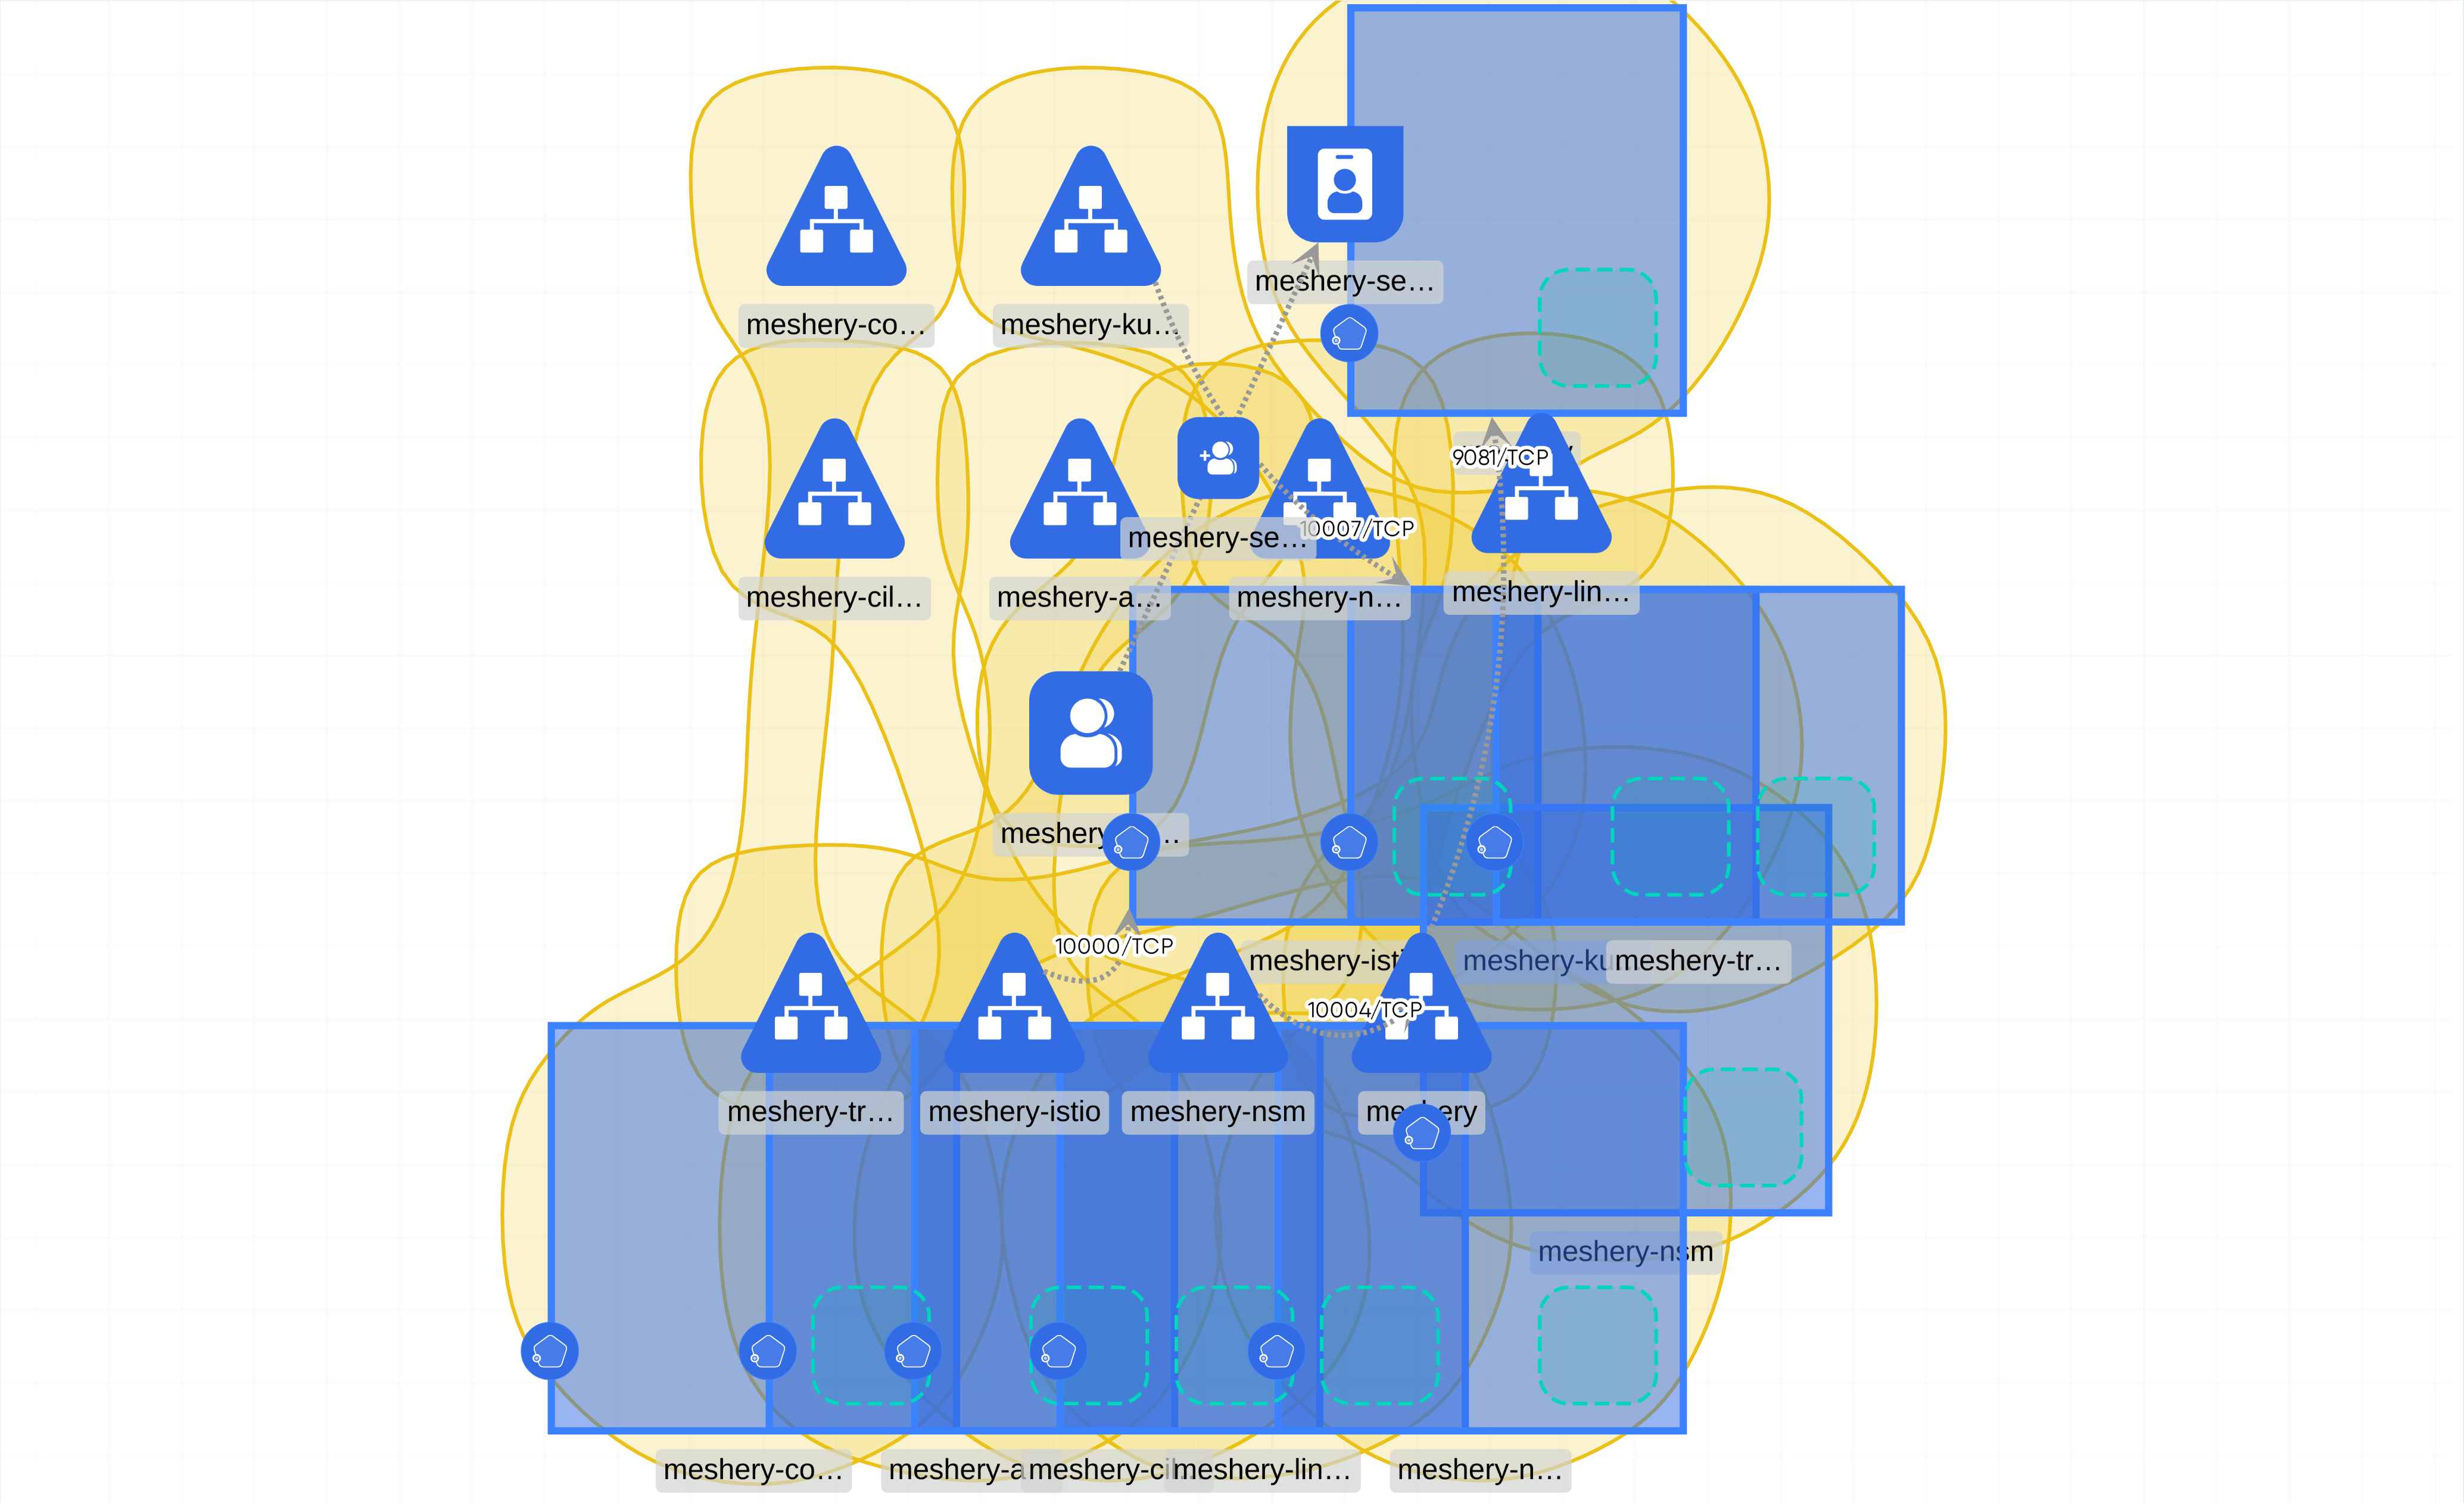 meshery-se…
meshery-co…
meshery-ku…
9081/TCP
10007/TCP
meshery-se…
meshery-cil…
meshery-a…
meshery-n…
meshery-lin…
meshery
10000/TCP
meshery-isti
meshery-ku
meshery-tr…
10004/TCP
meshery-tr…
meshery-istio
meshery-nsm
meshery
meshery-nsm
meshery-co…
meshery-a
meshery-cil
meshery-lin…
meshery-n…